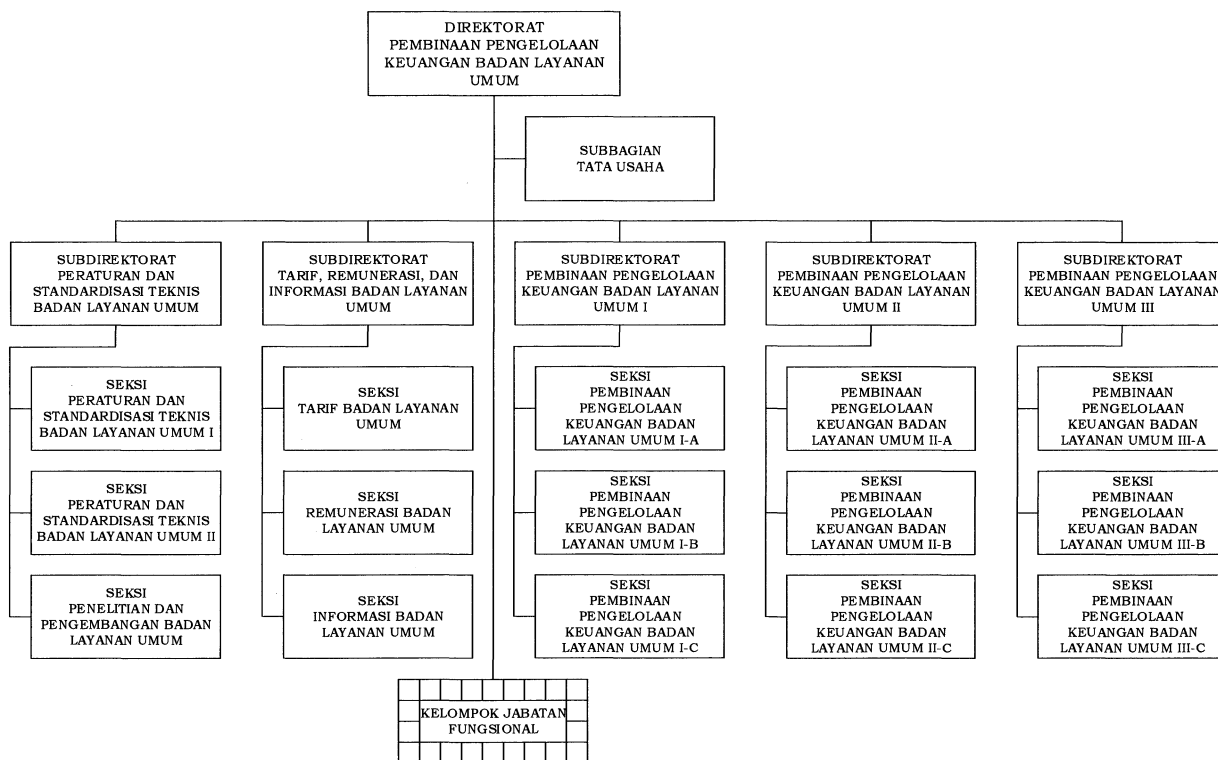 DIREKTORAT
PEMBINAAN PENGELOLAAN
KEUANGAN BADAN LAYANAN
UMUM
SUBBAGIAN
TATA USAHA
SUBDIREKTORAT
PERATURAN DAN
STANDARDISASI TEKNIS
BADAN LAYANAN UMUM
SUBDIREKTORAT
TARIF, REMUNERASI, DAN
INFORMASI BADAN LAYANAN
UMUM
SUBDIREKTORAT
PEMBINAAN PENGELOLAAN
KEUANGAN BADAN LAYANAN
UMUM I
SUBDIREKTORAT
PEMBINAAN PENGELOLAAN
KEUANGAN BADAN LAYANAN
UMUM II
SUBDIREKTORAT
PEMBINAAN PENGELOLAAN
KEUANGAN BADAN LAYANAN
UMUM III
SEKSI
PERATURAN DAN
STANDARDISASI TEKNIS
BADAN LAYANAN UMUM I
SEKSI
TARIF BADAN LAYANAN
UMUM
SEKSI
PEMBINAAN
PENGELOLAAN
KEUANGAN BADAN
LAYANAN UMUM I-A
SEKSI
PEMBINAAN
PENGELOLAAN
KEUANGAN BADAN
LAYANAN UMUM II-A
SEKSI
PEMBINAAN
PENGELOLAAN
KEUANGAN BADAN
LAYANAN UMUM III-A
SEKSI
PERATURAN DAN
STANDARDISASI TEKNIS
BADAN LAYANAN UMUM II
SEKSI
REMUNERASI BADAN
LAYANAN UMUM
SEKSI
PEMBINAAN
PENGELOLAAN
KEUANGAN BADAN
LAYANAN UMUM I-B
SEKSI
PEMBINAAN
PENGELOLAAN
KEUANGAN BADAN
LAYANAN UMUM II-B
SEKSI
PEMBINAAN
PENGELOLAAN
KEUANGAN BADAN
LAYANAN UMUM III-B
SEKSI
PENELITIAN DAN
PENGEMBANGAN BADAN
LAYANAN UMUM
SEKSI
INFORMASI BADAN
LAYANAN UMUM
SEKSI
PEMBINAAN
PENGELOLAAN
KEUANGAN BADAN
LAYANAN UMUM I-C
SEKSI
PEMBINAAN
PENGELOLAAN
KEUANGAN BADAN
LAYANAN UMUM II-C
SEKSI
PEMBINAAN
PENGELOLAAN
KEUANGAN BADAN
LAYANAN UMUM III-C
KELOMPOK JABATAN
FUNGSIONAL